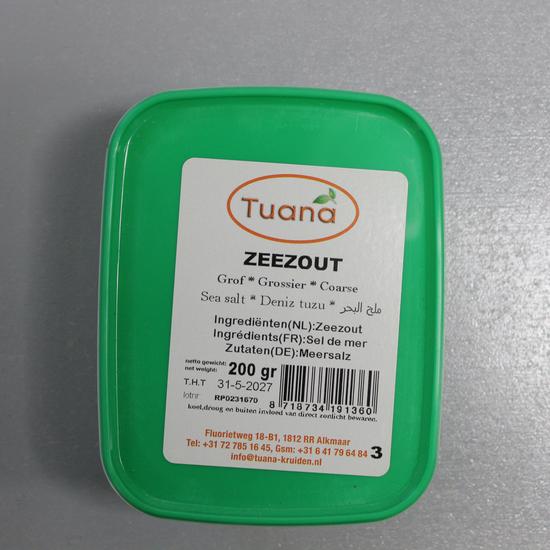 Tuana
ZEEZOUT
Grof * Grossier * Coarse
Sea salt * Deniz tuzu * ملح البحر
Ingrediënten(NL):Zeezout
Ingrédients(FR):Sel de mer
Zutaten(DE):Meersalz
netto gewicht:
net weight: 200 gr
T.H.T 31-5-2027
lotnr RP0231670
8 718734 191360
koel,droog en buiten invloed van direct zonlicht bewaren.
Fluorietweg 18-B1, 1812 RR Alkmaar
Tel: +31 72 785 16 45, Gsm: +31 6 41 79 64 84 3
info@tuana-kruiden.nl